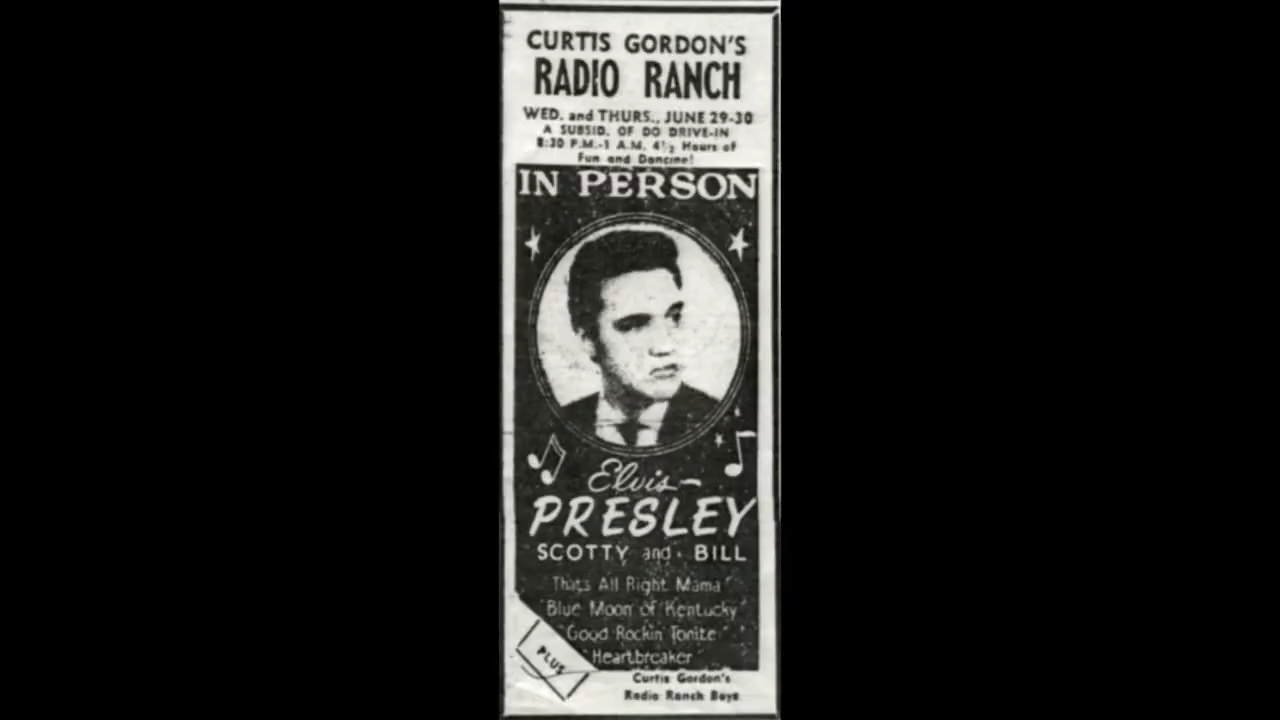 CURTIS GORDON'S
RADIO RANCH
WED. and THURS., JUNE 29-30
A SUBSID. OF DO DRIVE-IN
8:30 P.M.-1 A.M. 4½ Hours of
Fun and Dancing!
IN PERSON
Elvis-
PRESLEY
SCOTTY and BILL
Thats All Right Mama"
"Blue Moon of Kentucky"
"Good Rockin Tonite"
"Heartbreaker"
PLUS
Curtis Gordon's
Radio Ranch Boys